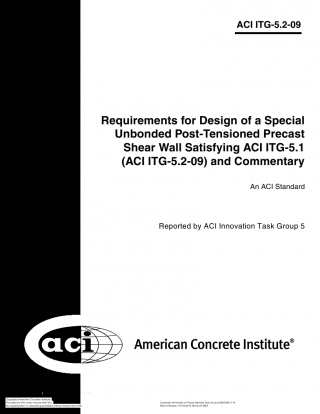 ACI ITG-5.2-09
Requirements for Design of a Special
Unbonded Post-Tensioned Precast
Shear Wall Satisfying ACI ITG-5.1
(ACI ITG-5.2-09) and Commentary
An ACI Standard
Reported by ACI Innovation Task Group 5
aci
American Concrete Institute®